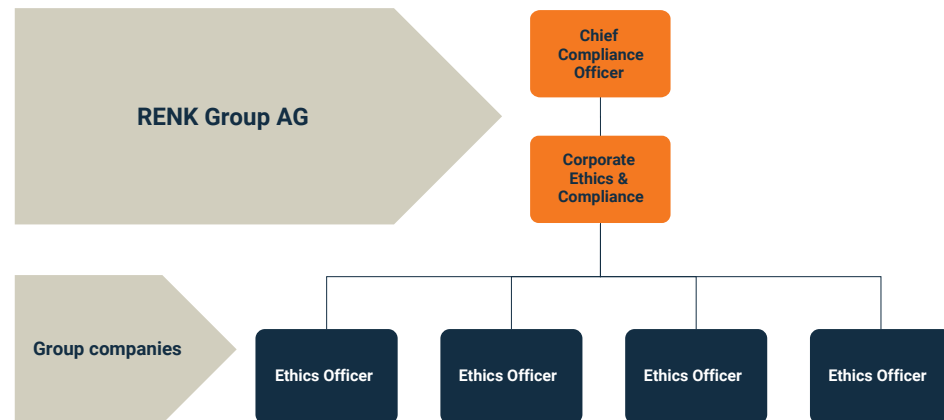 Chief
Compliance
Officer
RENK Group AG
Corporate
Ethics &
Compliance
Group companies
Ethics Officer
Ethics Officer
Ethics Officer
Ethics Officer